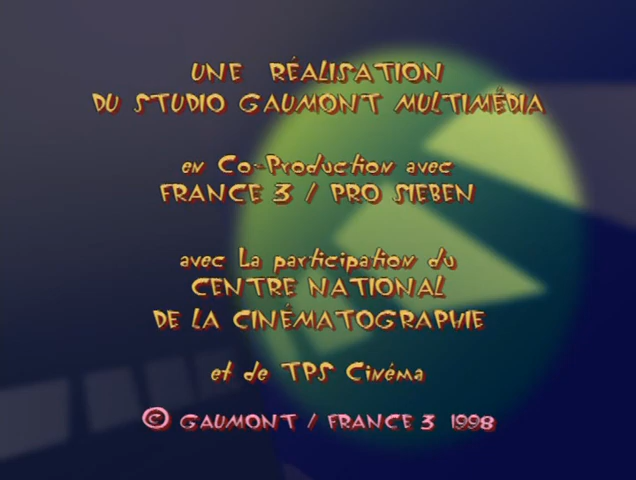 UNE RÉALISATION
DU STUDIO GAUMONT MULTIMÉDIA
en Co-Production avec
FRANCE 3 / PRO SIEBEN
avec La participation du
CENTRE NATIONAL
DE LA CINÉMATOGRAPHIE
et de TPS Cinéma
© GAUMONT / FRANCE 3 1998